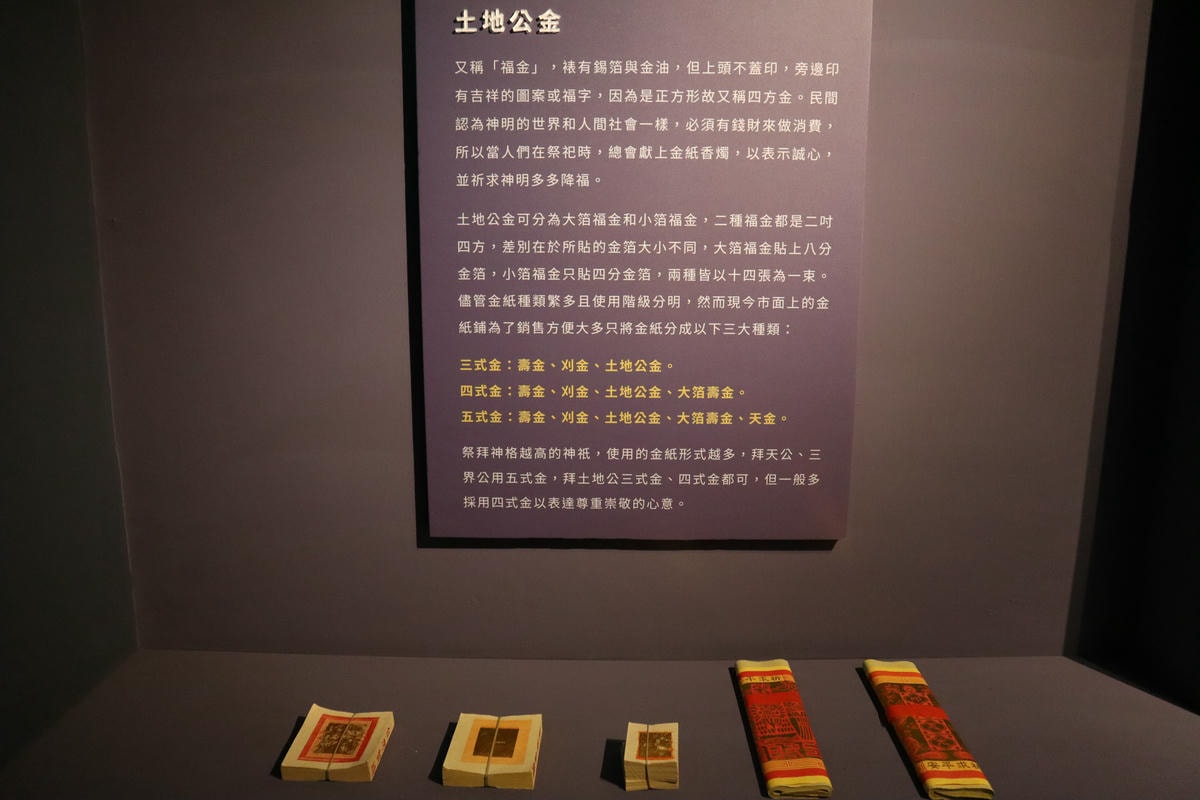 土地公金
又稱「福金」，裱有錫箔與金油，但上頭不蓋印，旁邊印
有吉祥的圖案或福字，因為是正方形故又稱四方金。民間
認為神明的世界和人間社會一樣，必須有錢財來做消費，
所以當人們在祭祀時，總會獻上金紙香燭，以表示誠心，
並祈求神明多多降福。
土地公金可分為大箔福金和小箔福金，二種福金都是二吋
四方，差別在於所貼的金箔大小不同，大箔福金貼上八分
金箔，小箔福金只貼四分金箔，兩種皆以十四張為一束。
儘管金紙種類繁多且使用階級分明，然而現今市面上的金
紙鋪為了銷售方便大多只將金紙分成以下三大種類：
三式金：壽金、刈金、土地公金。
四式金：壽金、刈金、土地公金、大箔壽金。
五式金：壽金、刈金、土地公金、大箔壽金、天金。
祭拜神格越高的神祇，使用的金紙形式越多，拜天公、三
界公用五式金，拜土地公三式金、四式金都可，但一般多
採用四式金以表達尊重崇敬的心意。